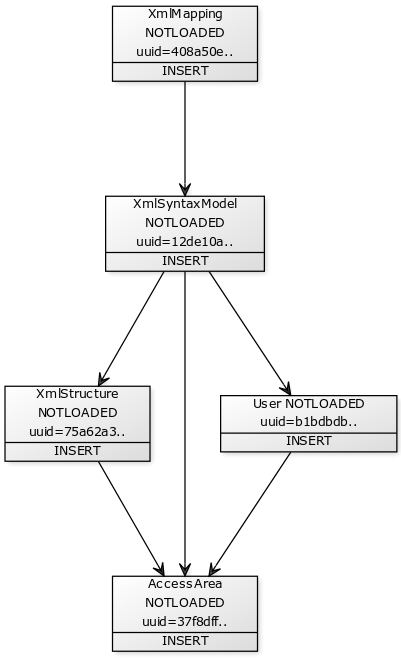 XmlMapping
NOTLOADED
uuid=408a50e..
INSERT
XmlSyntaxModel
NOTLOADED
uuid=12de10a..
INSERT
XmlStructure
NOTLOADED
uuid=75a62a3..
INSERT
User NOTLOADED
uuid=b1bdbdb..
INSERT
AccessArea
NOTLOADED
uuid=37f8dff..
INSERT